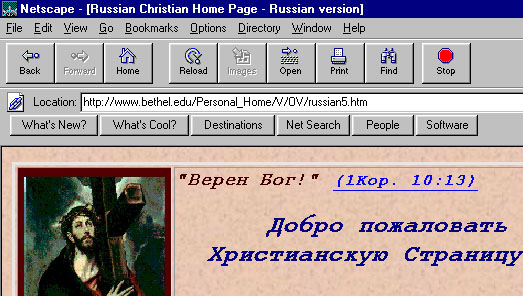 Netscape - [Russian Christian Home Page - Russian version]
File Edit View Go Bookmarks Options Directory Window Help
Back Forward Home Reload Images Open Print Find Stop
Location: http://www.bethel.edu/Personal_Home/V/OV/russian5.htm
What's New? What's Cool? Destinations Net Search People Software
"Верен Бог!" (1Кор. 10:13)
Добро пожаловать
Христианскую Страницу